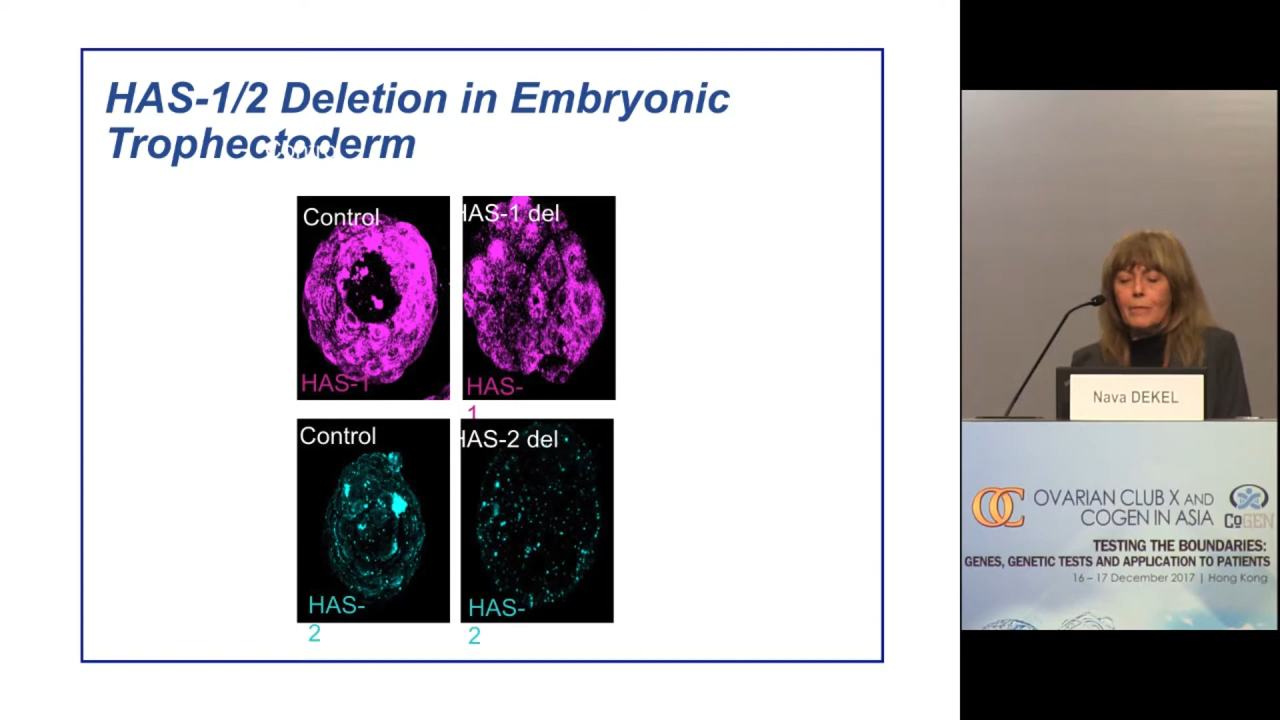 HAS-1/2 Deletion in Embryonic
Trophectoderm
Control
Control
HAS-1 del
HAS-1
HAS-
1
Control
HAS-2 del
HAS-
2
HAS-
2
Nava DEKEL
OC
OVARIAN CLUB X AND
COGEN IN ASIA
CoGEN
TESTING THE BOUNDARIES:
GENES, GENETIC TESTS AND APPLICATION TO PATIENTS
16 – 17 December 2017 | Hong Kong